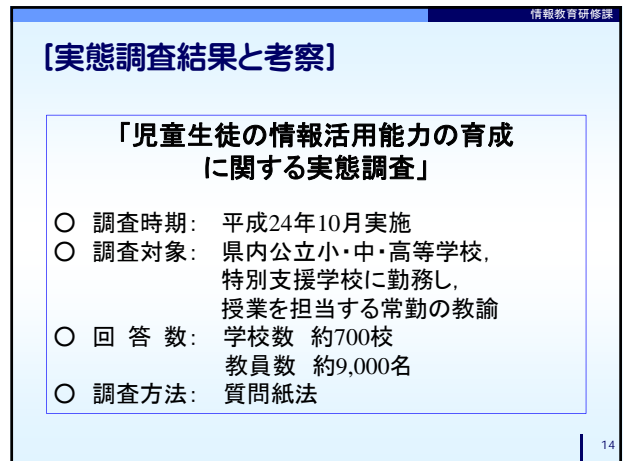 情報教育研修課
[実態調査結果と考察]
「児童生徒の情報活用能力の育成
に関する実態調査」
○ 調査時期: 平成24年10月実施
○ 調査対象: 県内公立小・中・高等学校,
特別支援学校に勤務し,
授業を担当する常勤の教諭
○ 回 答 数: 学校数 約700校
教員数 約9,000名
○ 調査方法: 質問紙法
14